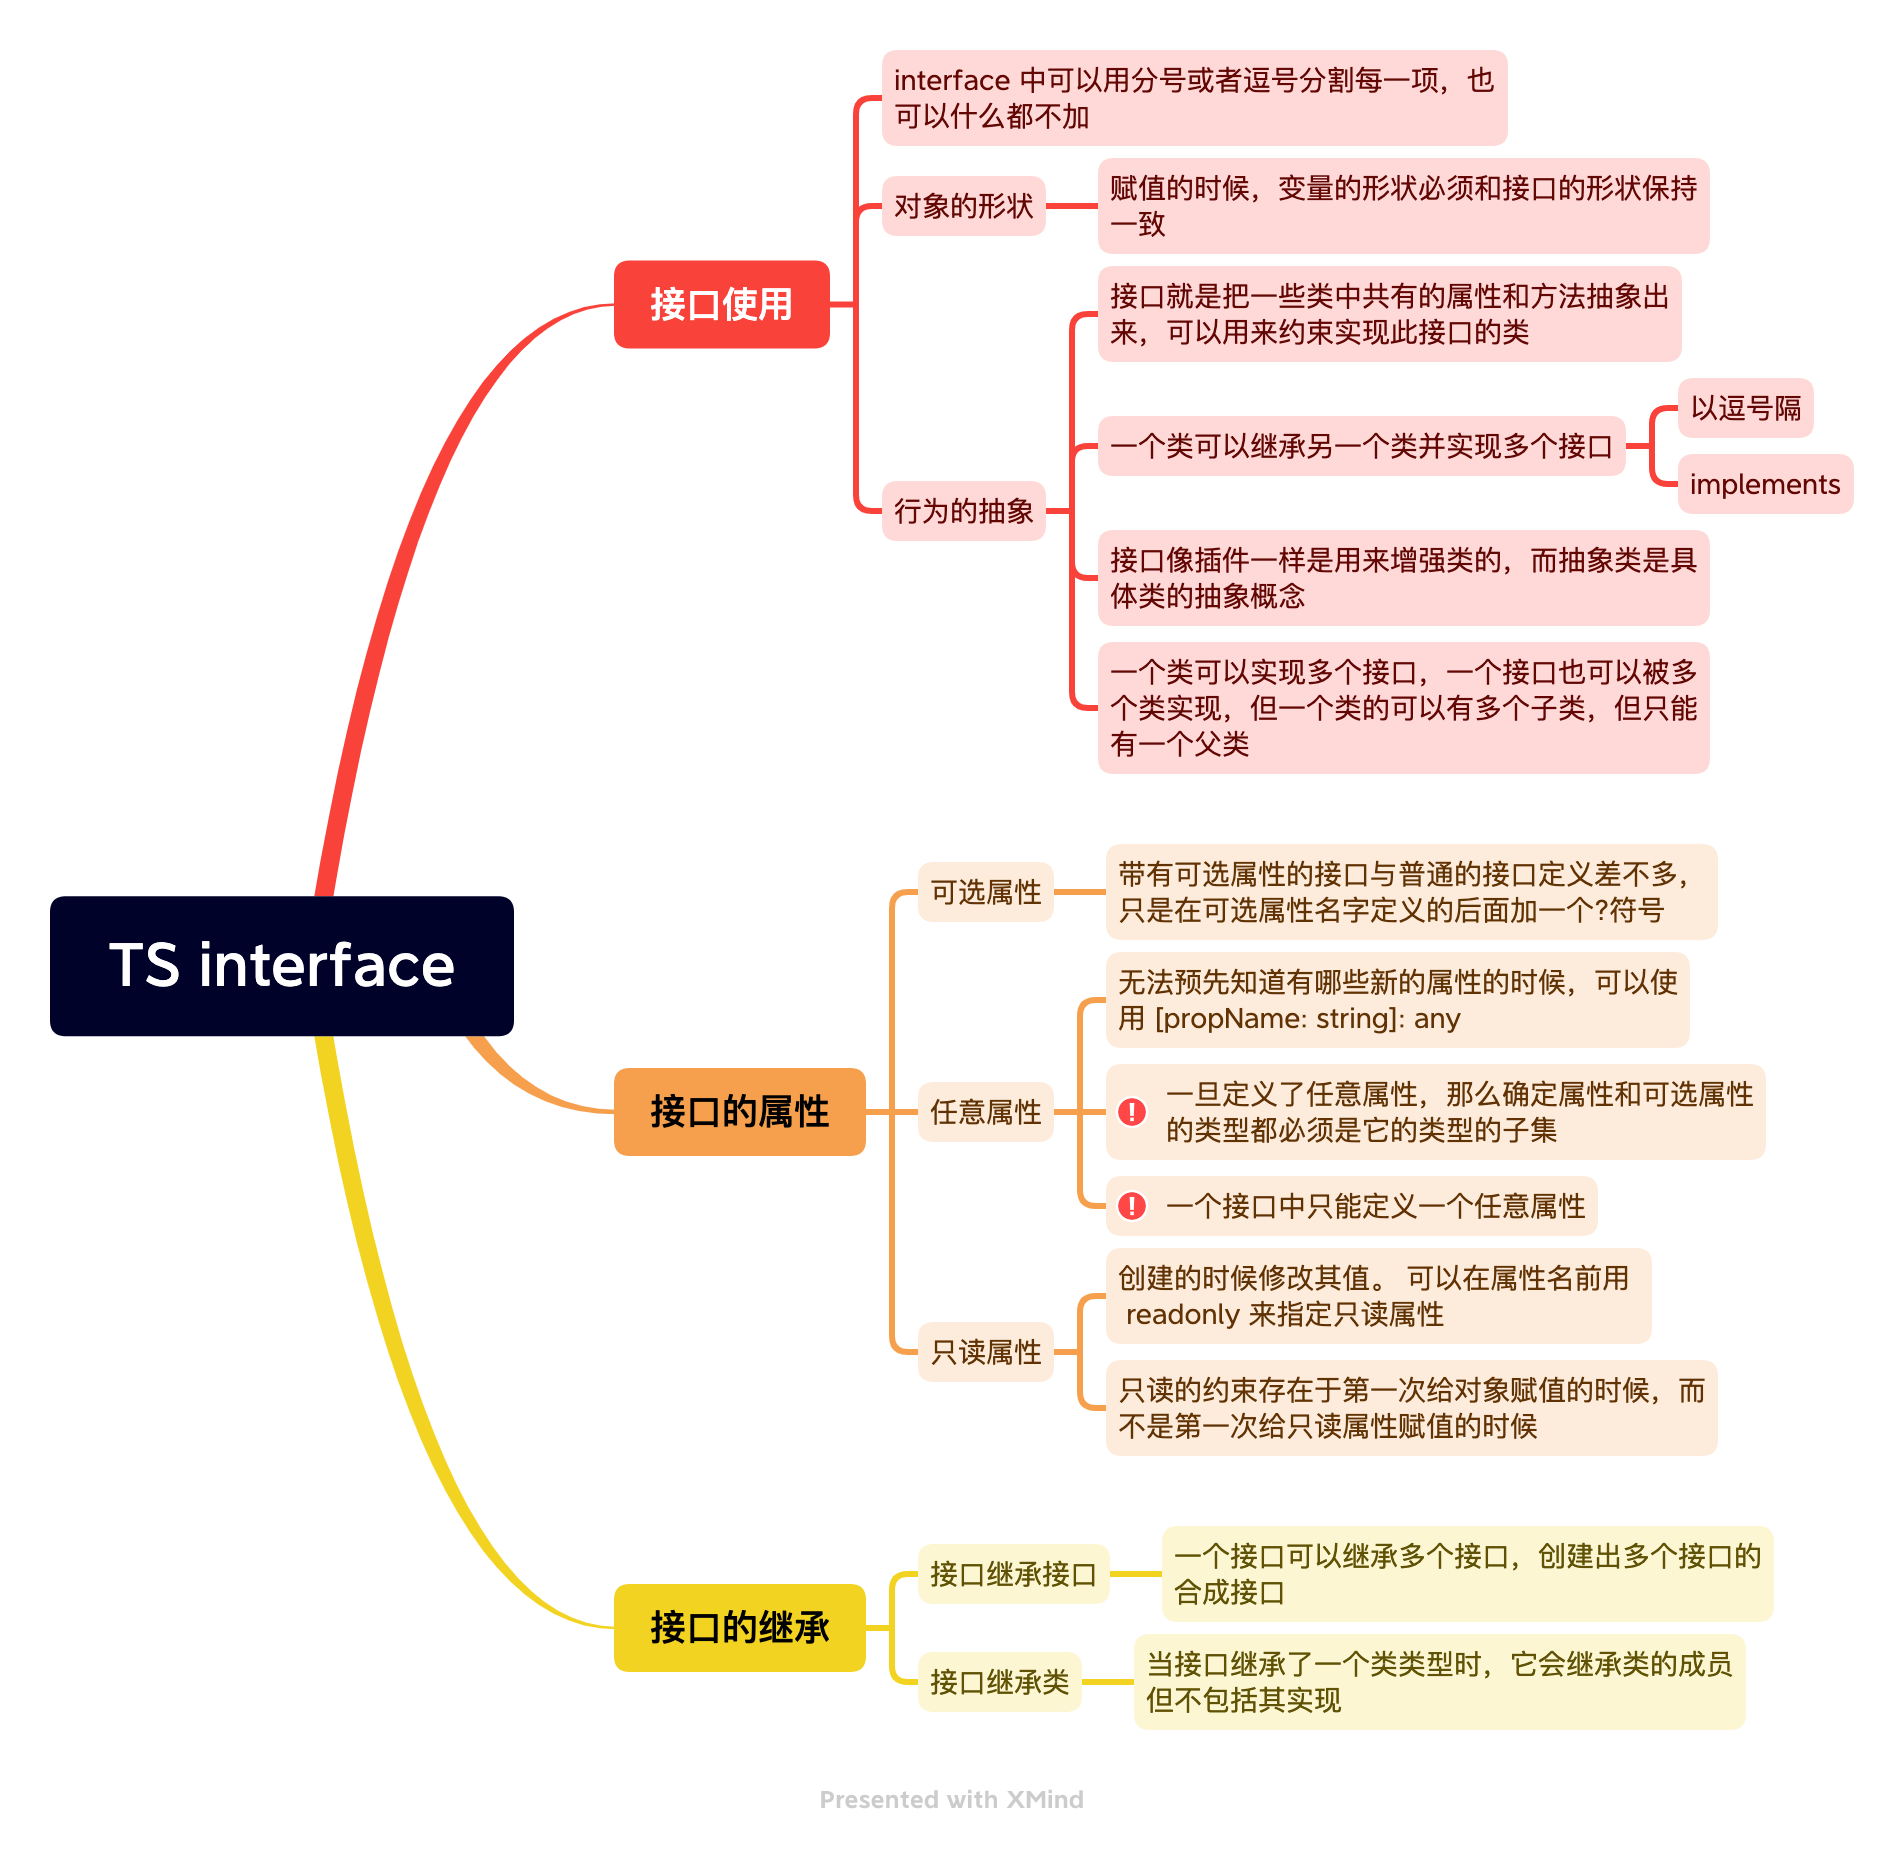 TS interface
接口使用
interface 中可以用分号或者逗号分割每一项，也
可以什么都不加
对象的形状
赋值的时候，变量的形状必须和接口的形状保持
一致
行为的抽象
接口就是把一些类中共有的属性和方法抽象出
来，可以用来约束实现此接口的类
一个类可以继承另一个类并实现多个接口
以逗号隔
implements
接口像插件一样是用来增强类的，而抽象类是具
体类的抽象概念
一个类可以实现多个接口，一个接口也可以被多
个类实现，但一个类的可以有多个子类，但只能
有一个父类
接口的属性
可选属性
带有可选属性的接口与普通的接口定义差不多，
只是在可选属性名字定义的后面加一个?符号
任意属性
无法预先知道有哪些新的属性的时候，可以使
用 [propName: string]: any
一旦定义了任意属性，那么确定属性和可选属性
的类型都必须是它的类型的子集
一个接口中只能定义一个任意属性
只读属性
创建的时候修改其值。 可以在属性名前用
readonly 来指定只读属性
只读的约束存在于第一次给对象赋值的时候，而
不是第一次给只读属性赋值的时候
接口的继承
接口继承接口
一个接口可以继承多个接口，创建出多个接口的
合成接口
接口继承类
当接口继承了一个类类型时，它会继承类的成员
但不包括其实现
Presented with XMind